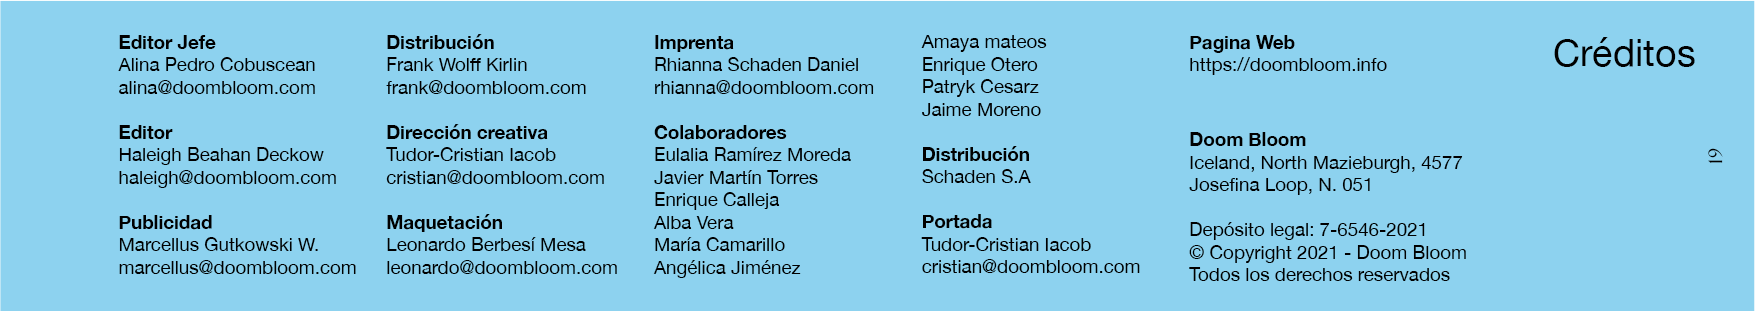 Editor Jefe
Alina Pedro Cobuscean
alina@doombloom.com
Editor
Haleigh Beahan Deckow
haleigh@doombloom.com
Publicidad
Marcellus Gutkowski W.
marcellus@doombloom.com
Distribución
Frank Wolff Kirlin
frank@doombloom.com
Dirección creativa
Tudor-Cristian Iacob
cristian@doombloom.com
Maquetación
Leonardo Berbesí Mesa
leonardo@doombloom.com
Imprenta
Rhianna Schaden Daniel
rhianna@doombloom.com
Colaboradores
Eulalia Ramírez Moreda
Javier Martín Torres
Enrique Calleja
Alba Vera
María Camarillo
Angélica Jiménez
Amaya mateos
Enrique Otero
Patryk Cesarz
Jaime Moreno
Distribución
Schaden S.A
Portada
Tudor-Cristian Iacob
cristian@doombloom.com
Pagina Web
https://doombloom.info
Doom Bloom
Iceland, North Mazieburgh, 4577
Josefina Loop, N. 051
Depósito legal: 7-6546-2021
© Copyright 2021 - Doom Bloom
Todos los derechos reservados
Créditos
61